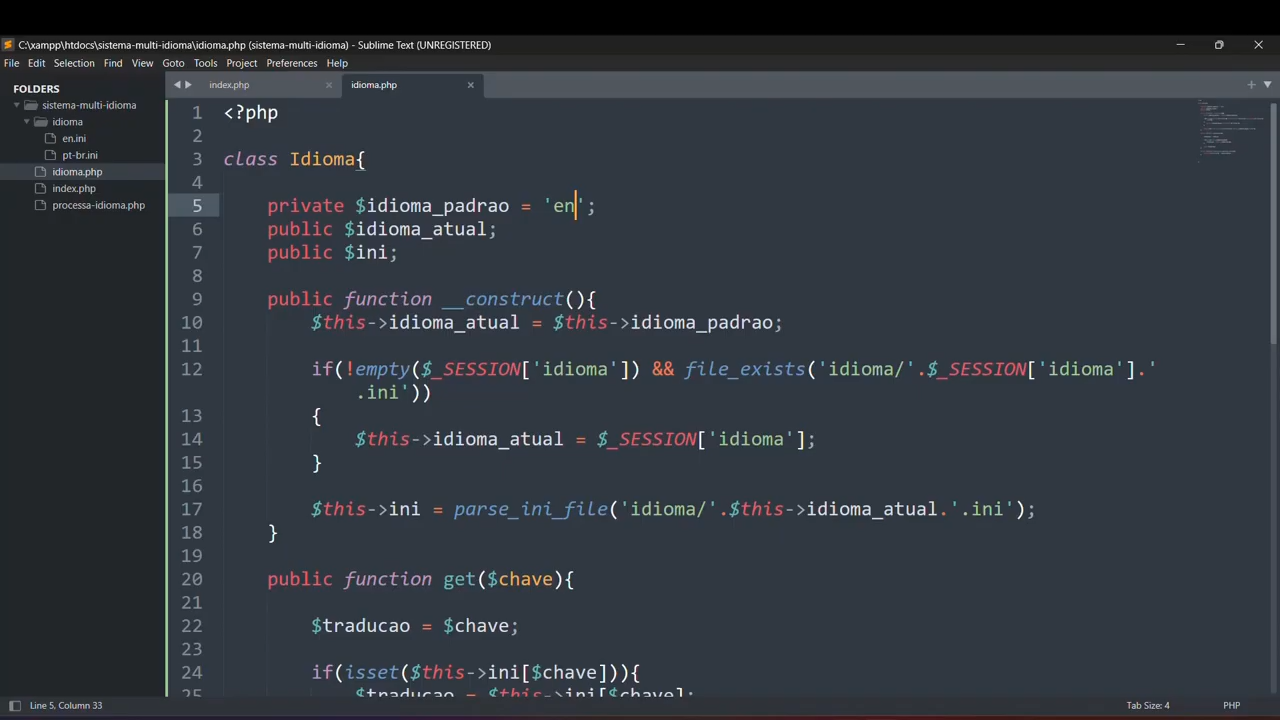 C:\xampp\htdocs\sistema-multi-idioma\idioma.php (sistema-multi-idioma) - Sublime Text (UNREGISTERED)
File Edit Selection Find View Goto Tools Project Preferences Help
FOLDERS
sistema-multi-idioma
idioma
en.ini
pt-br.ini
idioma.php
index.php
processa-idioma.php
index.php
idioma.php
1 <?php
2
3 class Idioma{
4
5 private $idioma_padrao = 'en';
6 public $idioma_atual;
7 public $ini;
8
9 public function __construct(){
10 $this->idioma_atual = $this->idioma_padrao;
11
12 if(!empty($_SESSION['idioma']) && file_exists('idioma/'.$_SESSION['idioma'].'
.ini'))
13 {
14 $this->idioma_atual = $_SESSION['idioma'];
15 }
16
17 $this->ini = parse_ini_file('idioma/'.$this->idioma_atual.'.ini');
18 }
19
20 public function get($chave){
21
22 $traducao = $chave;
23
24 if(isset($this->ini[$chave])){
25 $traducao = $this->ini[$chave];
Line 5, Column 33
Tab Size: 4
PHP